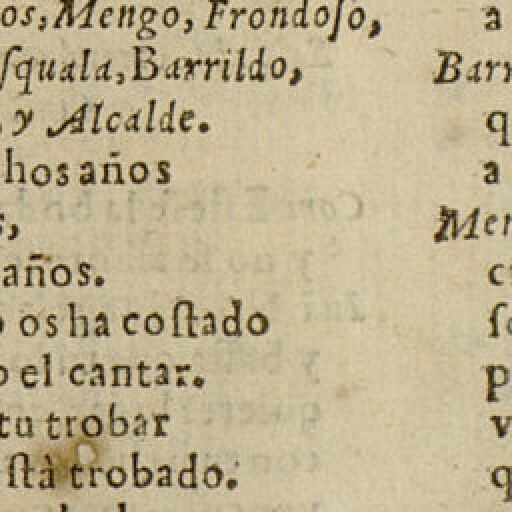 os, Mengo, Frondoſo,
ſquala, Barrildo,
, y Alcalde.
hos años
s,
años.
o os ha coſtado
o el cantar.
tu trobar
ſtà trobado.
a
Barr
q
a
Men
c
ſo
p
v
q